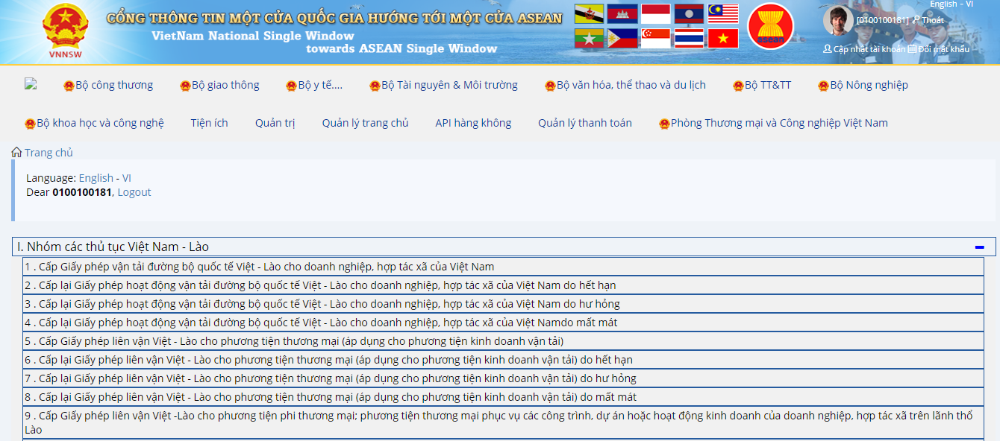 English - VI
CỔNG THÔNG TIN MỘT CỬA QUỐC GIA HƯỚNG TỚI MỘT CỬA ASEAN
VietNam National Single Window
towards ASEAN Single Window
VNNSW
asean
[0100100181] Thoát
Cập nhật tài khoản Đổi mật khẩu
Bộ công thương Bộ giao thông Bộ y tế.... Bộ Tài nguyên & Môi trường Bộ văn hóa, thể thao và du lịch Bộ TT&TT Bộ Nông nghiệp
Bộ khoa học và công nghệ Tiện ích Quản trị Quản lý trang chủ API hàng không Quản lý thanh toán Phòng Thương mại và Công nghiệp Việt Nam
Trang chủ
Language: English - VI
Dear 0100100181, Logout
I. Nhóm các thủ tục Việt Nam - Lào
1 . Cấp Giấy phép vận tải đường bộ quốc tế Việt - Lào cho doanh nghiệp, hợp tác xã của Việt Nam
2 . Cấp lại Giấy phép hoạt động vận tải đường bộ quốc tế Việt - Lào cho doanh nghiệp, hợp tác xã của Việt Nam do hết hạn
3 . Cấp lại Giấy phép hoạt động vận tải đường bộ quốc tế Việt - Lào cho doanh nghiệp, hợp tác xã của Việt Nam do hư hỏng
4 . Cấp lại Giấy phép hoạt động vận tải đường bộ quốc tế Việt - Lào cho doanh nghiệp, hợp tác xã của Việt Namdo mất mát
5 . Cấp Giấy phép liên vận Việt - Lào cho phương tiện thương mại (áp dụng cho phương tiện kinh doanh vận tải)
6 . Cấp lại Giấy phép liên vận Việt - Lào cho phương tiện thương mại (áp dụng cho phương tiện kinh doanh vận tải) do hết hạn
7 . Cấp lại Giấy phép liên vận Việt - Lào cho phương tiện thương mại (áp dụng cho phương tiện kinh doanh vận tải) do hư hỏng
8 . Cấp lại Giấy phép liên vận Việt - Lào cho phương tiện thương mại (áp dụng cho phương tiện kinh doanh vận tải) do mất mát
9 . Cấp Giấy phép liên vận Việt -Lào cho phương tiện phi thương mại; phương tiện thương mại phục vụ các công trình, dự án hoặc hoạt động kinh doanh của doanh nghiệp, hợp tác xã trên lãnh thổ
Lào